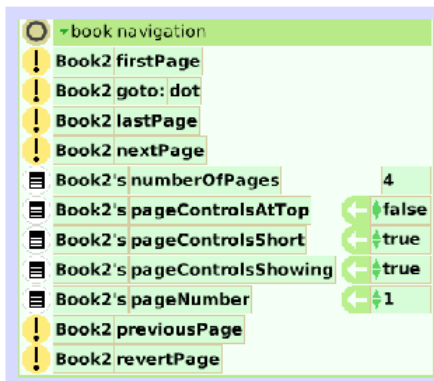 book navigation
Book2 firstPage
Book2 goto: dot
Book2 lastPage
Book2 nextPage
Book2's numberOfPages 4
Book2's pageControlsAtTop false
Book2's pageControlsShort true
Book2's pageControlsShowing true
Book2's pageNumber 1
Book2 previousPage
Book2 revertPage